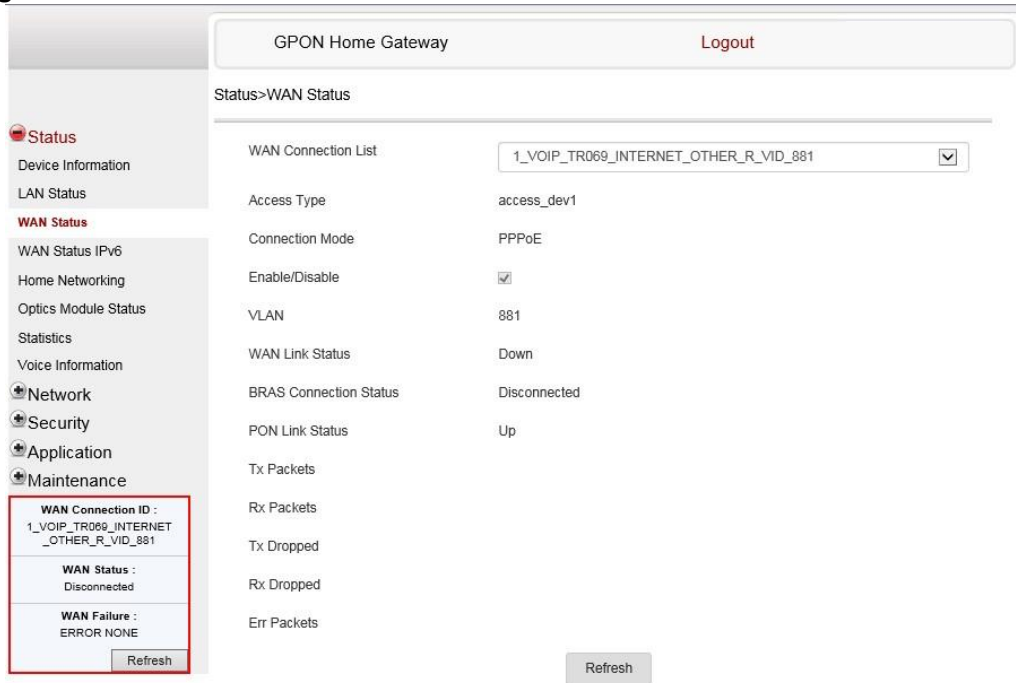 GPON Home Gateway
Logout
Status>WAN Status
Status
Device Information
LAN Status
WAN Status
WAN Status IPv6
Home Networking
Optics Module Status
Statistics
Voice Information
Network
Security
Application
Maintenance
WAN Connection ID :
1_VOIP_TR069_INTERNET
_OTHER_R_VID_881
WAN Status :
Disconnected
WAN Failure :
ERROR NONE
Refresh
WAN Connection List 1_VOIP_TR069_INTERNET_OTHER_R_VID_881
Access Type access_dev1
Connection Mode PPPoE
Enable/Disable
VLAN 881
WAN Link Status Down
BRAS Connection Status Disconnected
PON Link Status Up
Tx Packets
Rx Packets
Tx Dropped
Rx Dropped
Err Packets
Refresh